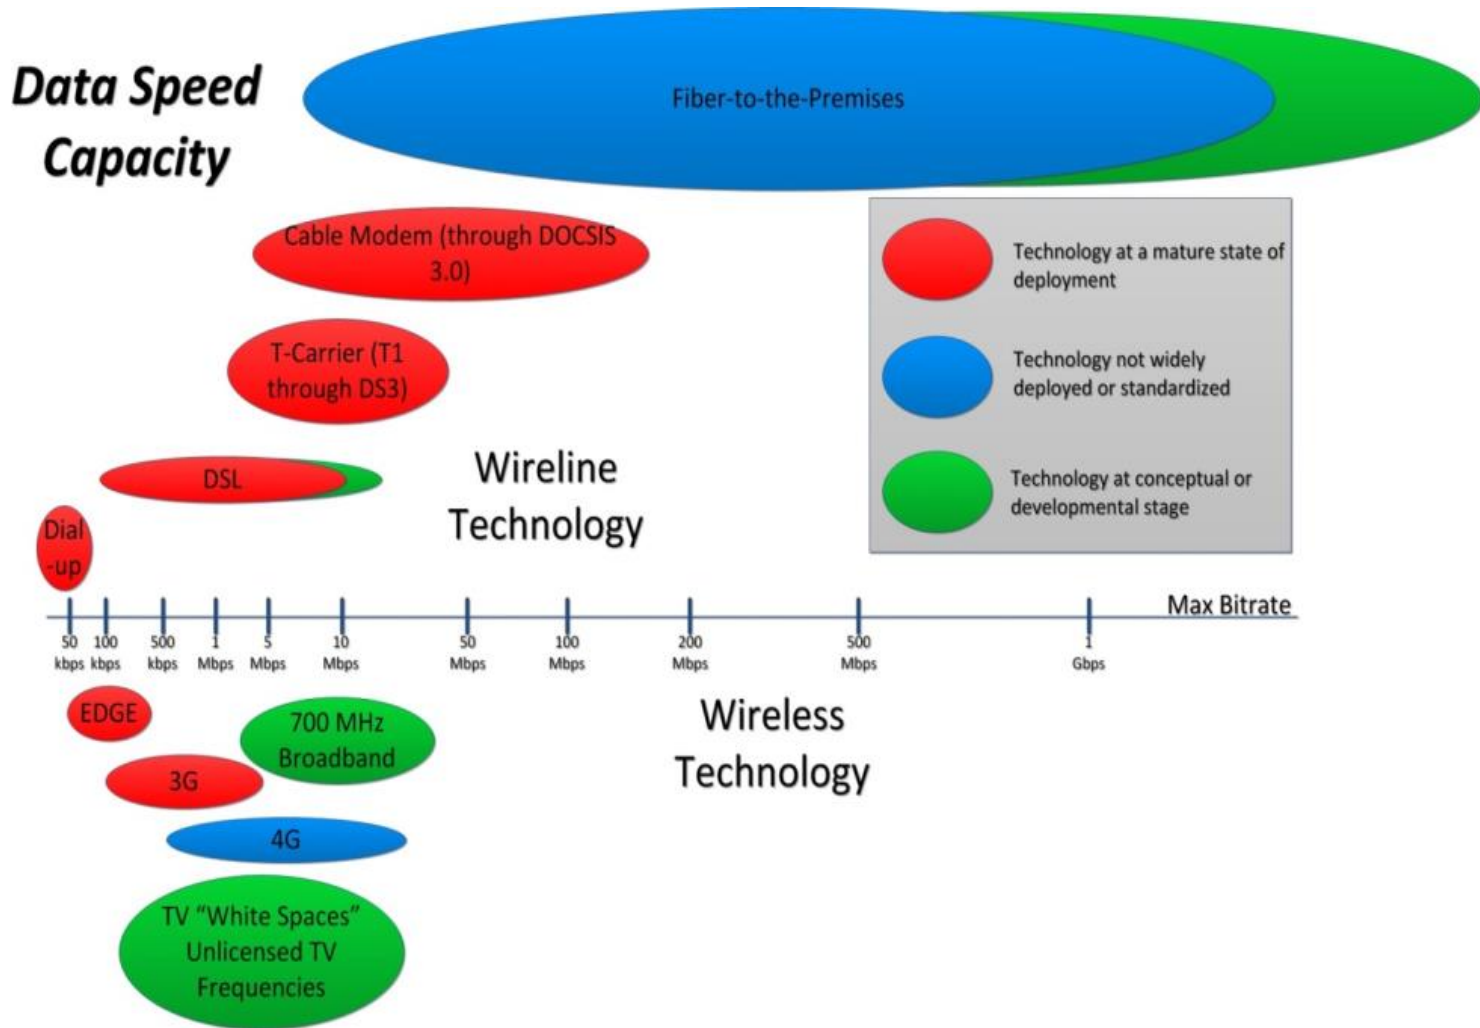 Data Speed
Capacity
Fiber-to-the-Premises
Cable Modem (through DOCSIS
3.0)
T-Carrier (T1
through DS3)
DSL
Dial
-up
Wireline
Technology
Technology at a mature state of
deployment
Technology not widely
deployed or standardized
Technology at conceptual or
developmental stage
Max Bitrate
50
kbps
100
kbps
500
kbps
1
Mbps
5
Mbps
10
Mbps
50
Mbps
100
Mbps
200
Mbps
500
Mbps
1
Gbps
EDGE
700 MHz
Broadband
3G
4G
TV “White Spaces”
Unlicensed TV
Frequencies
Wireless
Technology